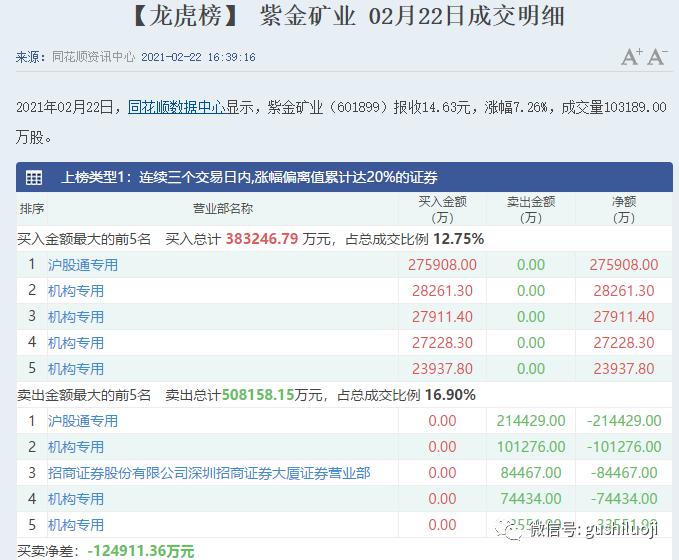 【龙虎榜】 紫金矿业 02月22日成交明细
来源：同花顺资讯中心 2021-02-22 16:39:16 A+ A-
2021年02月22日，同花顺数据中心显示，紫金矿业（601899）报收14.63元，涨幅7.26%，成交量103189.00
万股。
上榜类型1：连续三个交易日内,涨幅偏离值累计达20%的证券
排序 营业部名称 买入金额(万) 卖出金额(万) 净额(万)
买入金额最大的前5名 买入总计 383246.79 万元，占总成交比例 12.75%
1 沪股通专用 275908.00 0.00 275908.00
2 机构专用 28261.30 0.00 28261.30
3 机构专用 27911.40 0.00 27911.40
4 机构专用 27228.30 0.00 27228.30
5 机构专用 23937.80 0.00 23937.80
卖出金额最大的前5名 卖出总计508158.15万元，占总成交比例 16.90%
1 沪股通专用 0.00 214429.00 -214429.00
2 机构专用 0.00 101276.00 -101276.00
3 招商证券股份有限公司深圳招商证券大厦证券营业部 0.00 84467.00 -84467.00
4 机构专用 0.00 74434.00 -74434.00
5 机构专用 0.00
微信号: gushiluoji
买卖净差：-124911.36万元